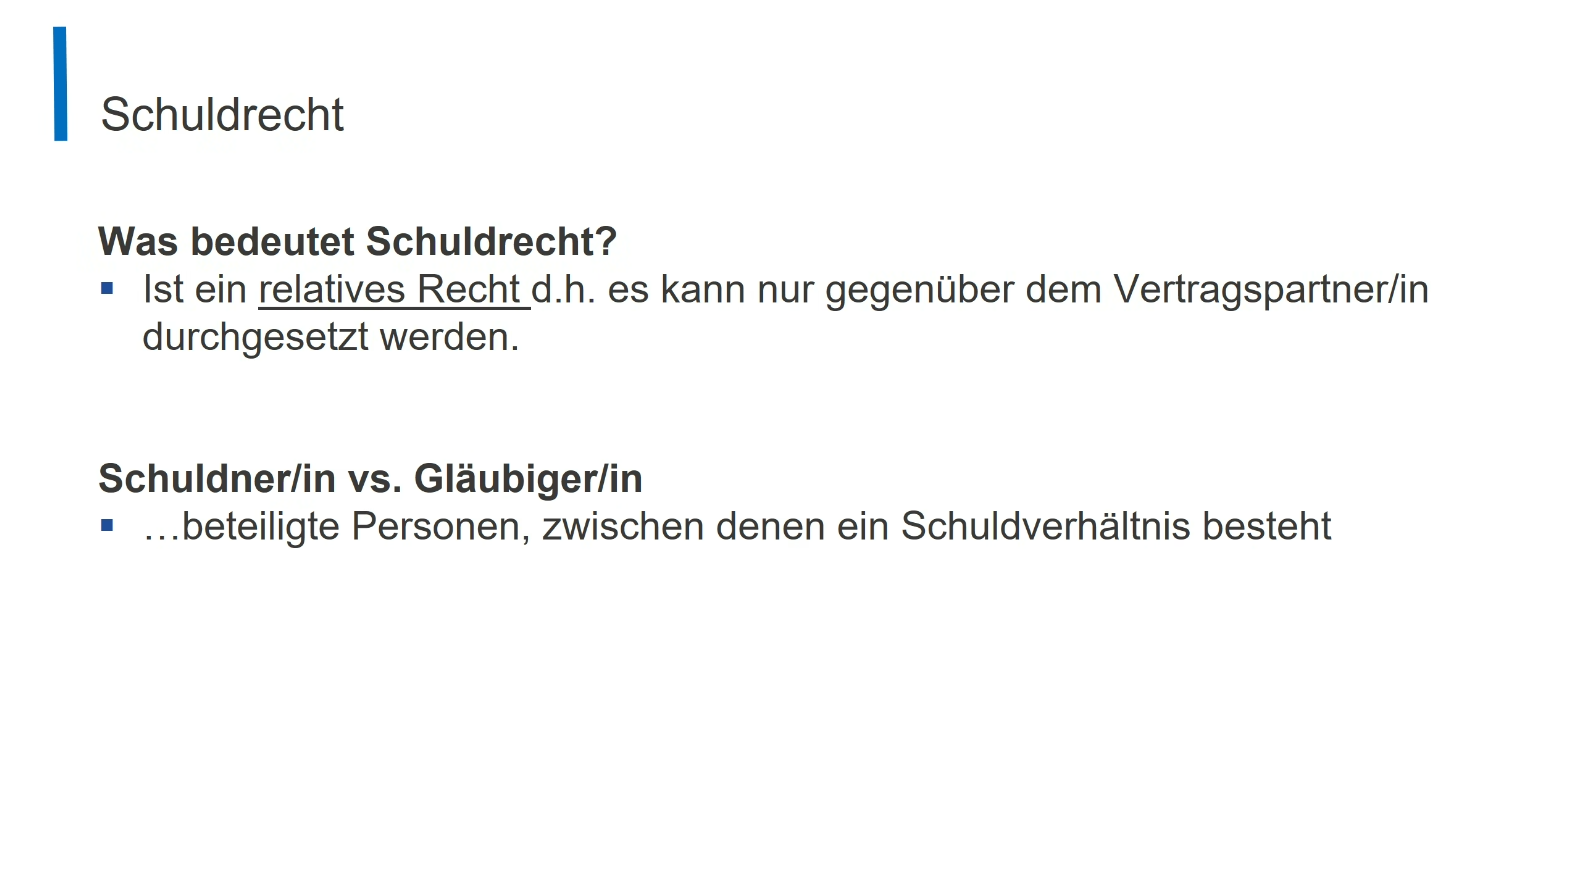 Schuldrecht
Was bedeutet Schuldrecht?
▪ Ist ein relatives Recht d.h. es kann nur gegenüber dem Vertragspartner/in
durchgesetzt werden.
Schuldner/in vs. Gläubiger/in
▪ …beteiligte Personen, zwischen denen ein Schuldverhältnis besteht